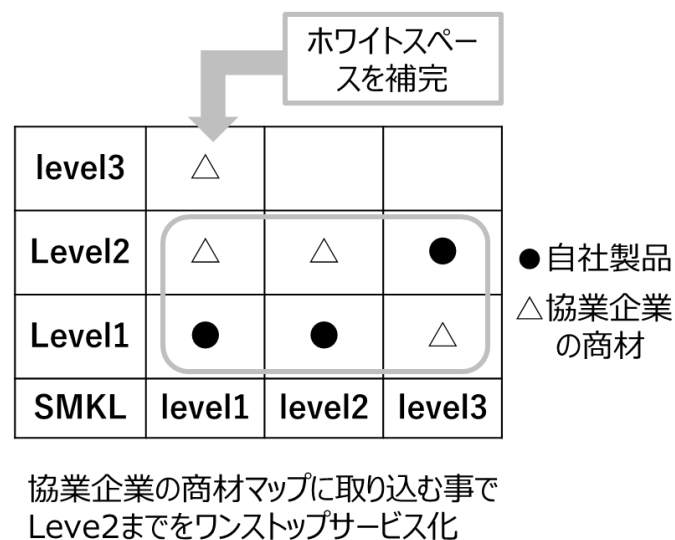 ホワイトスペー
スを補完
level3 △
Level2 △ △ ●
Level1 ● ● △
SMKL level1 level2 level3
●自社製品
△協業企業
の商材
協業企業の商材マップに取り込む事で
Leve2までをワンストップサービス化